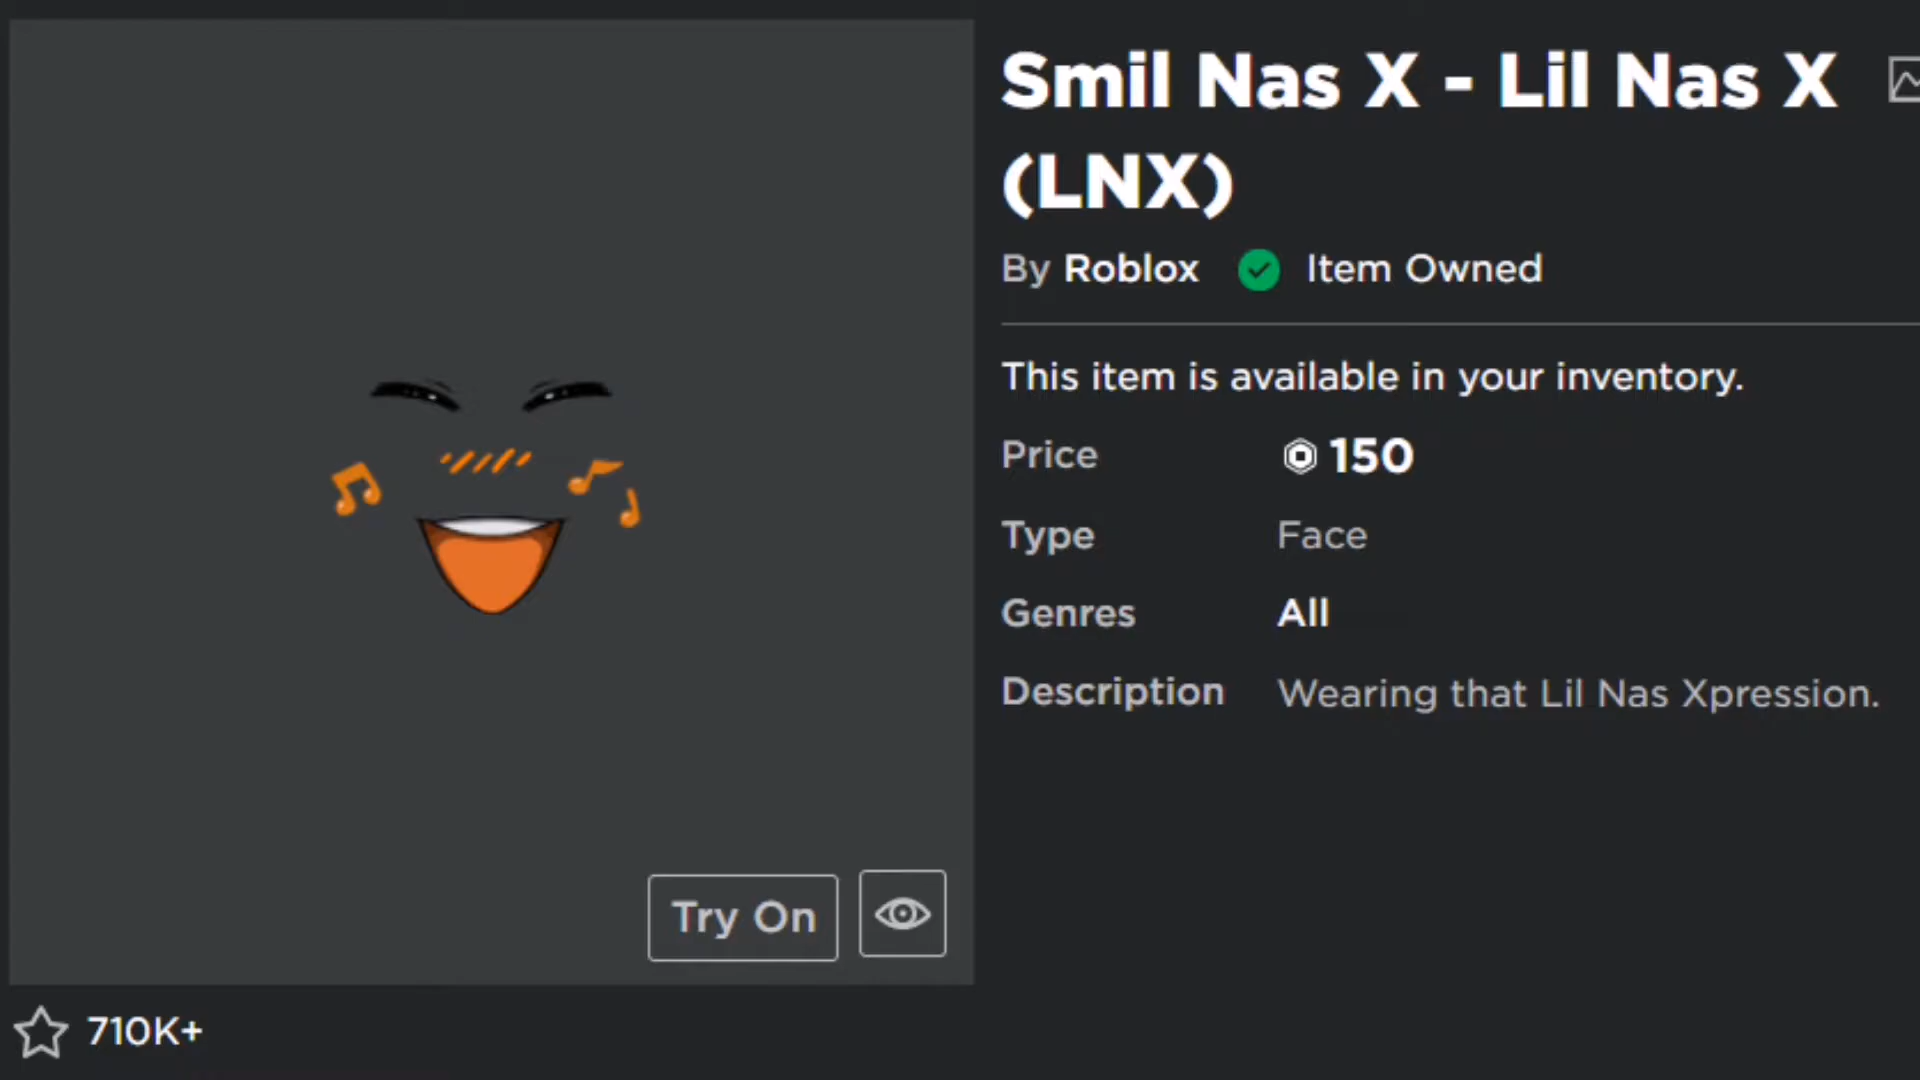 Smil Nas X - Lil Nas X
(LNX)
By Roblox Item Owned
This item is available in your inventory.
Price 150
Type Face
Genres All
Description Wearing that Lil Nas Xpression.
Try On
710K+